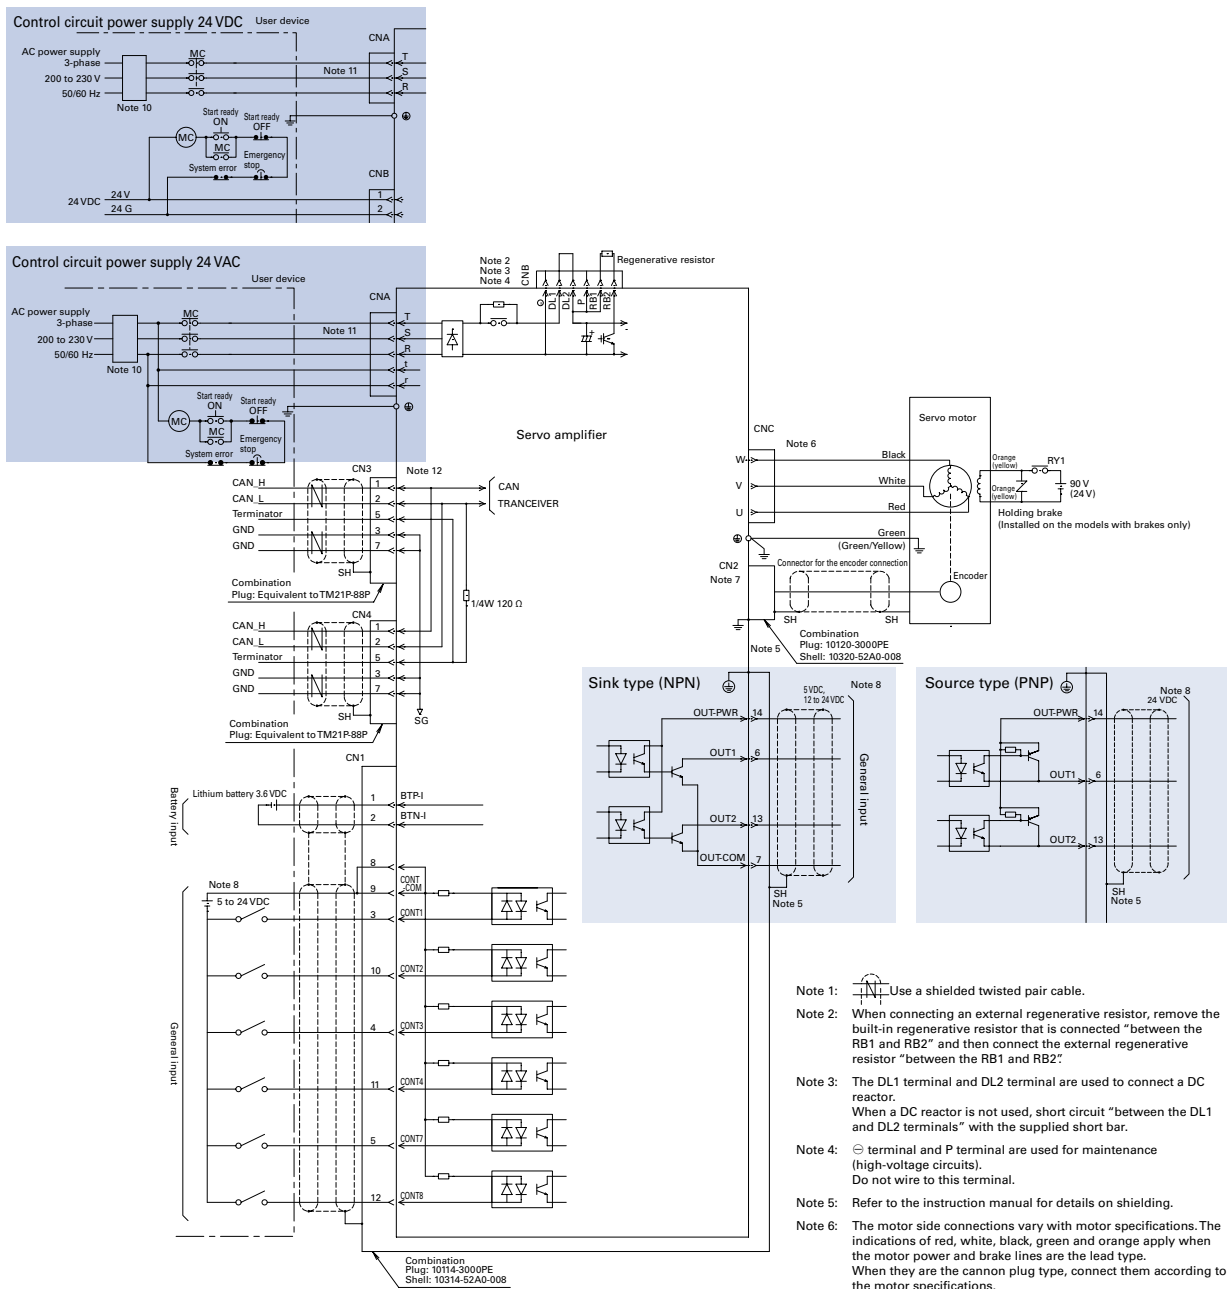 Control circuit power supply 24 VDC
User device
CNA
AC power supply
3-phase
200 to 230 V
50/60 Hz
Note 10
MC
Note 11
T
S
R
Start ready
ON
Start ready
OFF
MC
MC
System error
Emergency
stop
CNB
24 VDC
24 V
1
24 G
2
Control circuit power supply 24 VAC
User device
CNA
AC power supply
3-phase
200 to 230 V
50/60 Hz
Note 10
MC
Note 11
T
S
R
t
r
Start ready
ON
Start ready
OFF
MC
MC
System error
Emergency
stop
Note 2
Note 3
Note 4
CNB
Regenerative resistor
DL1
DL2
P
RB1
RB2
Servo amplifier
CNC
Note 6
W
V
U
Black
White
Red
Green
(Green/Yellow)
Servo motor
Orange
(yellow)
Orange
(yellow)
RY1
90 V
(24 V)
Holding brake
(Installed on the models with brakes only)
CN2
Note 7
Connector for the encoder connection
Encoder
SH
SH
Note 5
Combination
Plug: 10120-3000PE
Shell: 10320-52A0-008
CN3
Note 12
CAN_H
1
CAN
CAN_L
2
TRANCEIVER
Terminator
5
GND
3
GND
7
SH
Combination
Plug: Equivalent to TM21P-88P
1/4W 120 Ω
CN4
CAN_H
1
CAN_L
2
Terminator
5
GND
3
GND
7
SH
SG
Combination
Plug: Equivalent to TM21P-88P
CN1
Battery input
Lithium battery 3.6 VDC
1
BTP-I
2
BTN-I
8
Note 8
5 to 24 VDC
9
CONT
-COM
General input
3
CONT1
10
CONT2
4
CONT3
11
CONT4
5
CONT7
12
CONT8
Combination
Plug: 10114-3000PE
Shell: 10314-52A0-008
Sink type (NPN)
5 VDC,
12 to 24 VDC
Note 8
OUT-PWR
14
OUT1
6
OUT2
13
OUT-COM
7
General input
SH
Note 5
Source type (PNP)
Note 8
24 VDC
OUT-PWR
14
OUT1
6
OUT2
13
SH
Note 5
Note 1: Use a shielded twisted pair cable.
Note 2: When connecting an external regenerative resistor, remove the
built-in regenerative resistor that is connected “between the
RB1 and RB2” and then connect the external regenerative
resistor “between the RB1 and RB2”.
Note 3: The DL1 terminal and DL2 terminal are used to connect a DC
reactor.
When a DC reactor is not used, short circuit “between the DL1
and DL2 terminals” with the supplied short bar.
Note 4: ⊖ terminal and P terminal are used for maintenance
(high-voltage circuits).
Do not wire to this terminal.
Note 5: Refer to the instruction manual for details on shielding.
Note 6: The motor side connections vary with motor specifications. The
indications of red, white, black, green and orange apply when
the motor power and brake lines are the lead type.
When they are the cannon plug type, connect them according to
the motor specifications.